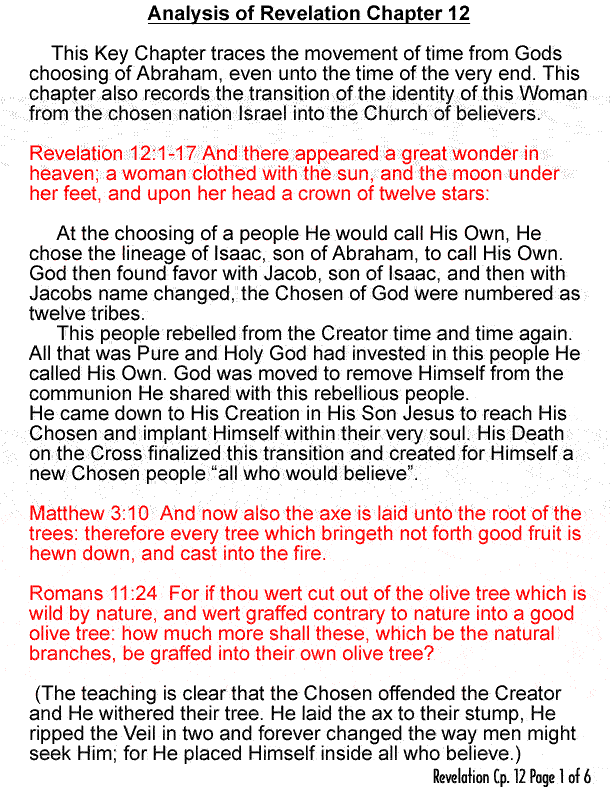 Analysis of Revelation Chapter 12
This Key Chapter traces the movement of time from Gods
choosing of Abraham, even unto the time of the very end. This
chapter also records the transition of the identity of this Woman
from the chosen nation Israel into the Church of believers.
Revelation 12:1-17 And there appeared a great wonder in
heaven; a woman clothed with the sun, and the moon under
her feet, and upon her head a crown of twelve stars:
At the choosing of a people He would call His Own, He
chose the lineage of Isaac, son of Abraham, to call His Own.
God then found favor with Jacob, son of Isaac, and then with
Jacobs name changed, the Chosen of God were numbered as
twelve tribes.
This people rebelled from the Creator time and time again.
All that was Pure and Holy God had invested in this people He
called His Own. God was moved to remove Himself from the
communion He shared with this rebellious people.
He came down to His Creation in His Son Jesus to reach His
Chosen and implant Himself within their very soul. His Death
on the Cross finalized this transition and created for Himself a
new Chosen people “all who would believe”.
Matthew 3:10  And now also the axe is laid unto the root of the
trees: therefore every tree which bringeth not forth good fruit is
hewn down, and cast into the fire.
Romans 11:24  For if thou wert cut out of the olive tree which is
wild by nature, and wert graffed contrary to nature into a good
olive tree: how much more shall these, which be the natural
branches, be graffed into their own olive tree?
(The teaching is clear that the Chosen offended the Creator
and He withered their tree. He laid the ax to their stump, He
ripped the Veil in two and forever changed the way men might
seek Him; for He placed Himself inside all who believe.)
Revelation Cp. 12 Page 1 of 6